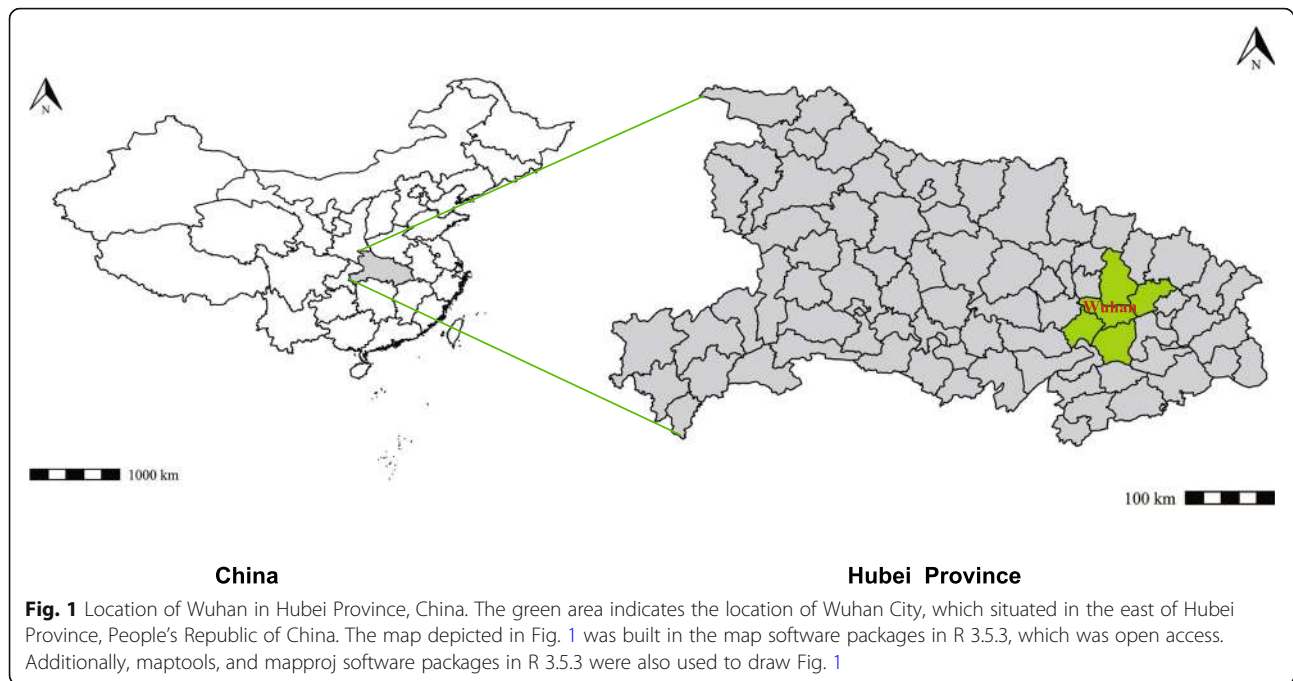 N
N
Wuhan
1000 km
100 km
China
Hubei Province
Fig. 1 Location of Wuhan in Hubei Province, China. The green area indicates the location of Wuhan City, which situated in the east of Hubei
Province, People's Republic of China. The map depicted in Fig. 1 was built in the map software packages in R 3.5.3, which was open access.
Additionally, maptools, and mapproj software packages in R 3.5.3 were also used to draw Fig. 1